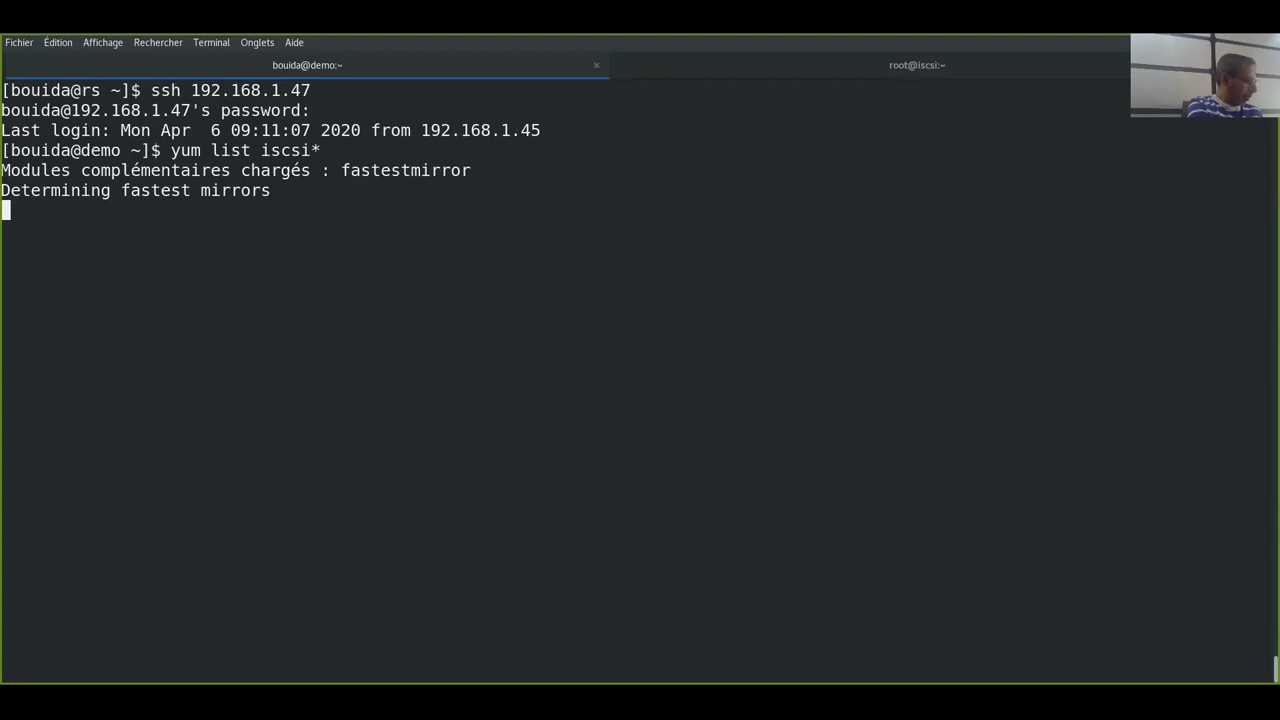 Fichier Édition Affichage Rechercher Terminal Onglets Aide
bouida@demo:~ × root@iscsi:~
[bouida@rs ~]$ ssh 192.168.1.47
bouida@192.168.1.47's password:
Last login: Mon Apr  6 09:11:07 2020 from 192.168.1.45
[bouida@demo ~]$ yum list iscsi*
Modules complémentaires chargés : fastestmirror
Determining fastest mirrors